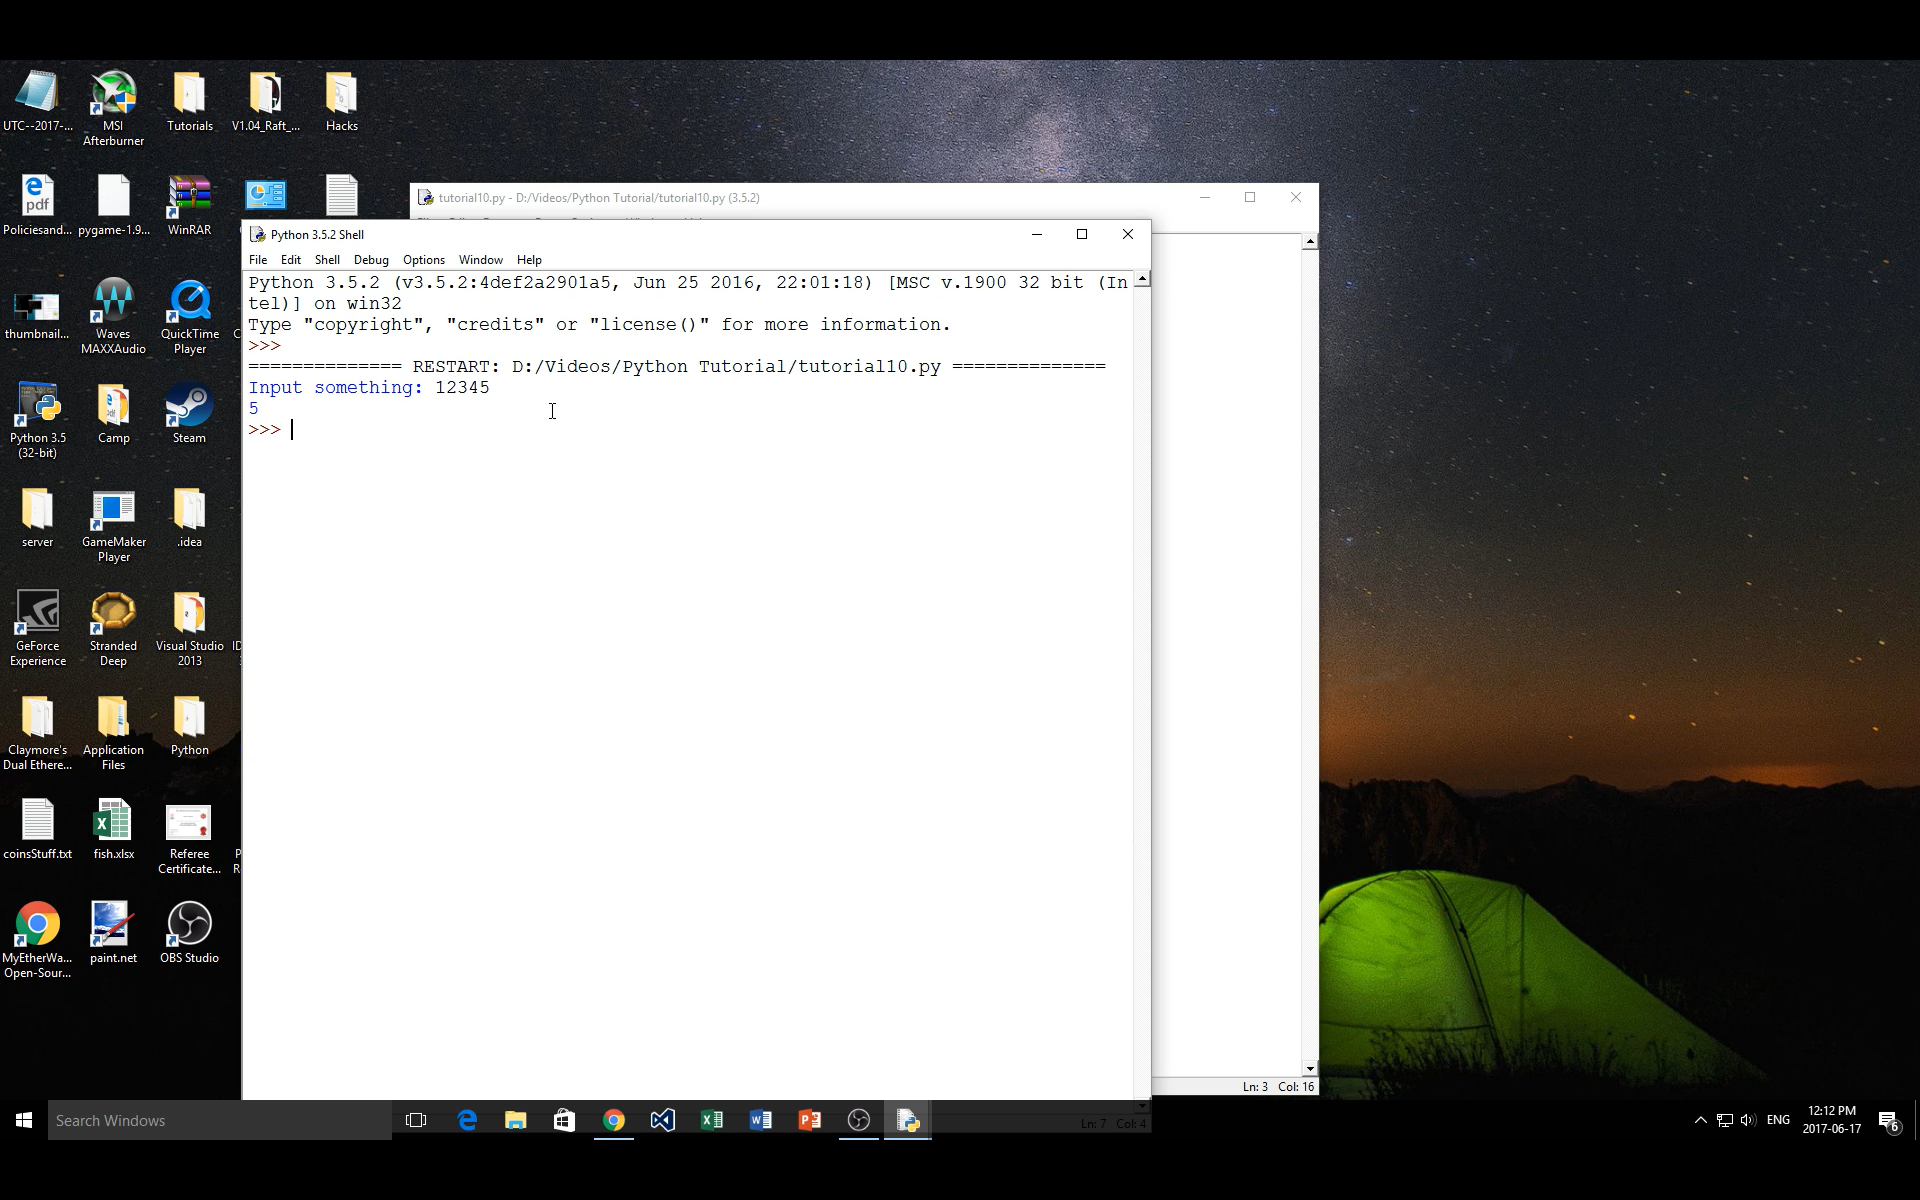 UTC--2017-...
MSI
Afterburner
Tutorials
V1.04_Raft_...
Hacks
Policiesand...
pygame-1.9...
WinRAR
thumbnail...
Waves
MAXXAudio
QuickTime
Player
Python 3.5
(32-bit)
Camp
Steam
server
GameMaker
Player
.idea
GeForce
Experience
Stranded
Deep
Visual Studio
2013
Claymore's
Dual Ethere...
Application
Files
Python
coinsStuff.txt
fish.xlsx
Referee
Certificate...
MyEtherWa...
Open-Sour...
paint.net
OBS Studio
tutorial10.py - D:/Videos/Python Tutorial/tutorial10.py (3.5.2)
Python 3.5.2 Shell
File Edit Shell Debug Options Window Help
Python 3.5.2 (v3.5.2:4def2a2901a5, Jun 25 2016, 22:01:18) [MSC v.1900 32 bit (In
tel)] on win32
Type "copyright", "credits" or "license()" for more information.
>>>
============== RESTART: D:/Videos/Python Tutorial/tutorial10.py ==============
Input something: 12345
5
>>>
Ln: 3 Col: 16
Ln: 7 Col: 4
Search Windows
ENG
12:12 PM
2017-06-17
6